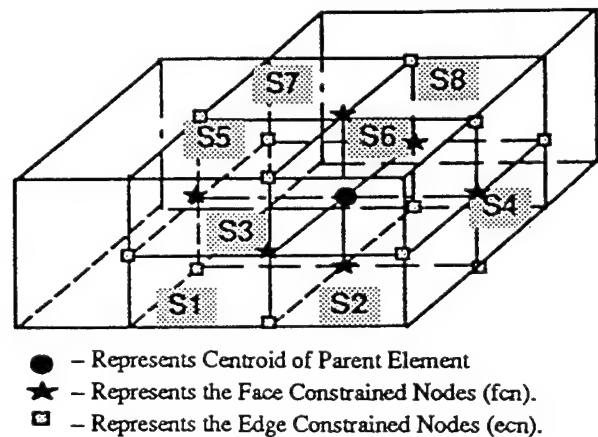 S7
S8
S5
S6
S3
S4
S1
S2
– Represents Centroid of Parent Element
– Represents the Face Constrained Nodes (fcn).
– Represents the Edge Constrained Nodes (ecn).